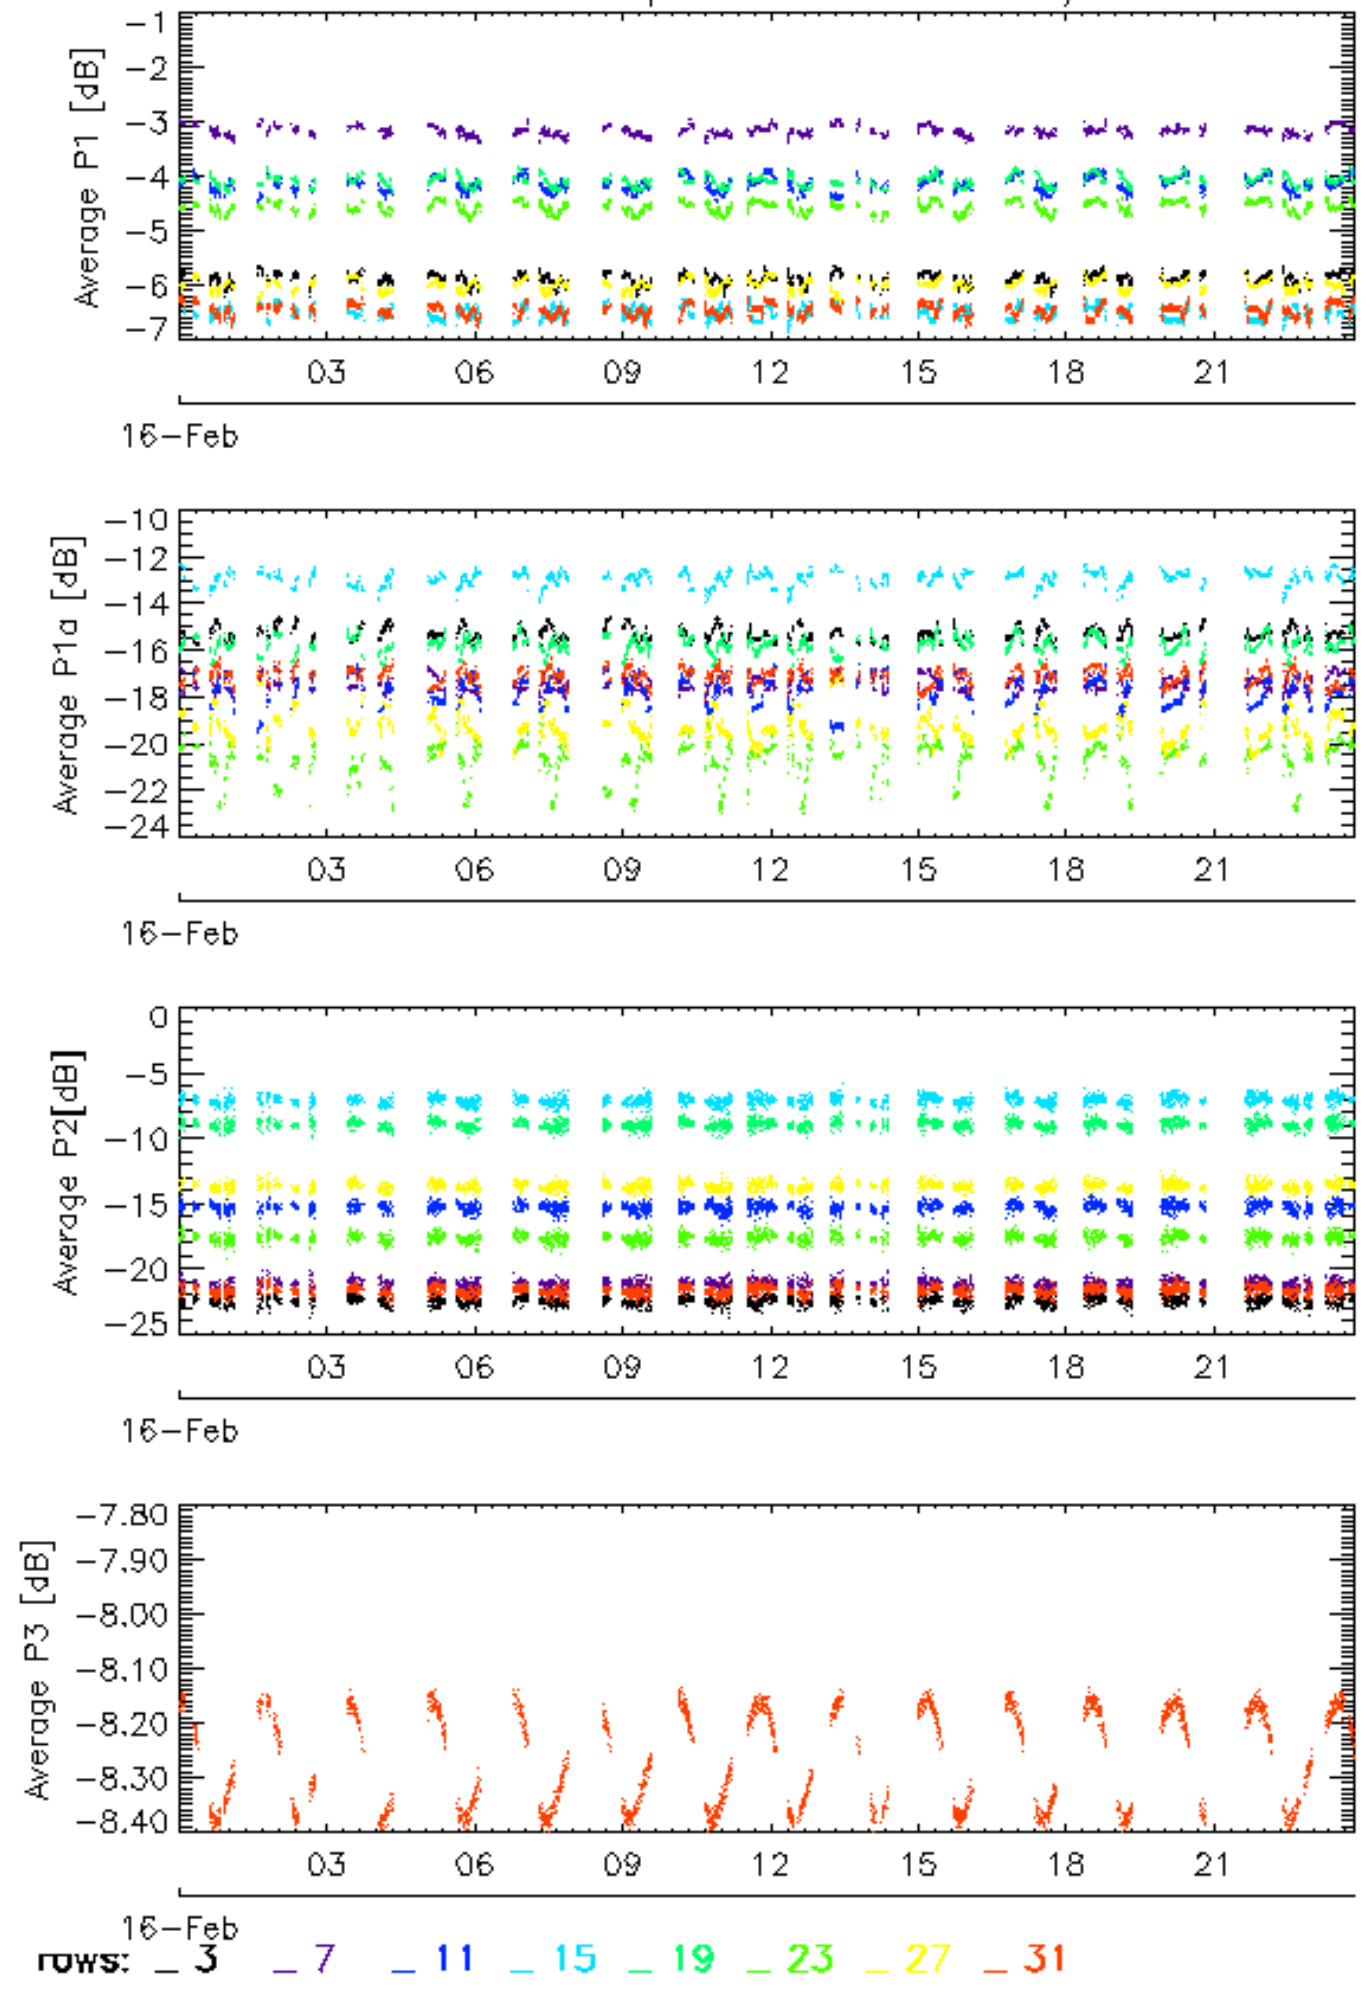 -1
-2
-3
-4
-5
-6
-7
Average P1 [dB]
03 06 09 12 15 18 21
16-Feb
-10
-12
-14
-16
-18
-20
-22
-24
Average P1a [dB]
03 06 09 12 15 18 21
16-Feb
0
-5
-10
-15
-20
-25
Average P2[dB]
03 06 09 12 15 18 21
16-Feb
-7.80
-7.90
-8.00
-8.10
-8.20
-8.30
-8.40
Average P3 [dB]
03 06 09 12 15 18 21
16-Feb
rows: _ 3 _ 7 _ 11 _ 15 _ 19 _ 23 _ 27 _ 31